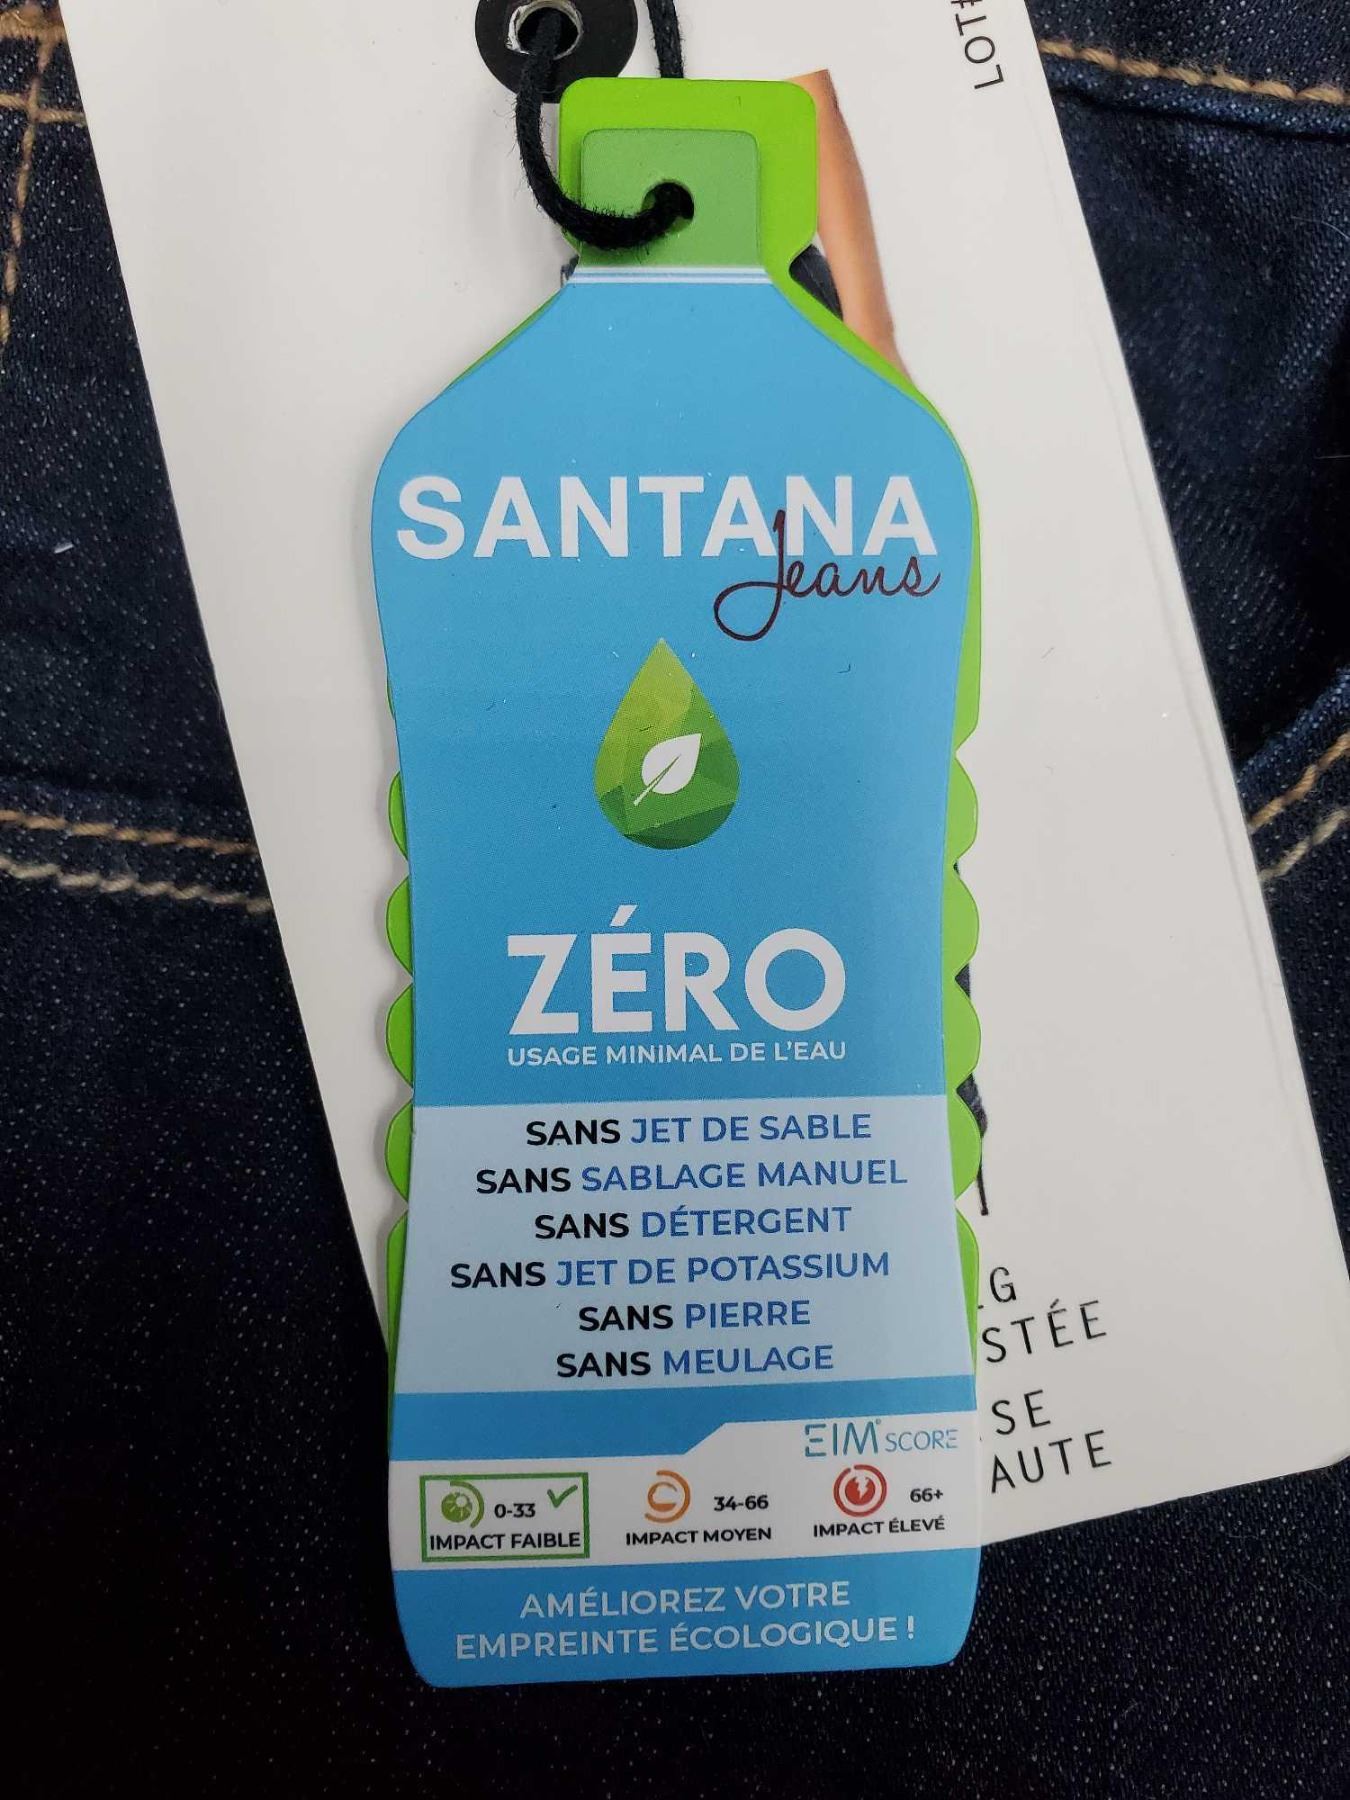 LOT#
SANTANA
Jeans
ZÉRO
USAGE MINIMAL DE L'EAU
SANS JET DE SABLE
SANS SABLAGE MANUEL
SANS DÉTERGENT
SANS JET DE POTASSIUM
SANS PIERRE
SANS MEULAGE
EIM® SCORE
0-33
IMPACT FAIBLE
34-66
IMPACT MOYEN
66+
IMPACT ÉLEVÉ
AMÉLIOREZ VOTRE
EMPREINTE ÉCOLOGIQUE !